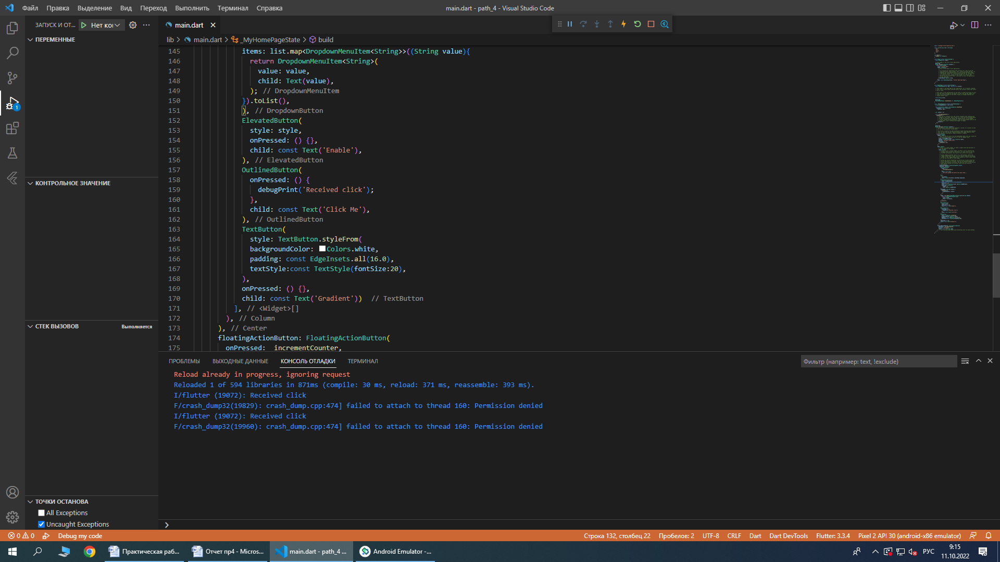 Файл Правка Выделение Вид Переход Выполнить Терминал Справка
main.dart - path_4 - Visual Studio Code
ЗАПУСК И ОТ... Нет ко
main.dart
ПЕРЕМЕННЫЕ
lib > main.dart > _MyHomePageState > build
145 items: list.map<DropdownMenuItem<String>>((String value){
146 return DropdownMenuItem<String>(
147 value: value,
148 child: Text(value),
149 ); // DropdownMenuItem
150 }).toList(),
151 ), // DropdownButton
152 ElevatedButton(
153 style: style,
154 onPressed: () {},
155 child: const Text('Enable'),
156 ), // ElevatedButton
157 OutlinedButton(
158 onPressed: () {
159 debugPrint('Received click');
160 },
161 child: const Text('Click Me'),
162 ), // OutlinedButton
163 TextButton(
164 style: TextButton.styleFrom(
165 backgroundColor: Colors.white,
166 padding: const EdgeInsets.all(16.0),
167 textStyle:const TextStyle(fontSize:20),
168 ),
169 onPressed: () {},
170 child: const Text('Gradient')) // TextButton
171 ], // <Widget>[]
172 ), // Column
173 ), // Center
174 floatingActionButton: FloatingActionButton(
175 onPressed: incrementCounter,
КОНТРОЛЬНОЕ ЗНАЧЕНИЕ
СТЕК ВЫЗОВОВ Выполняется
ТОЧКИ ОСТАНОВА
All Exceptions
Uncaught Exceptions
1
ПРОБЛЕМЫ ВЫХОДНЫЕ ДАННЫЕ КОНСОЛЬ ОТЛАДКИ ТЕРМИНАЛ
Фильтр (например: text, !exclude)
Reload already in progress, ignoring request
Reloaded 1 of 594 libraries in 871ms (compile: 30 ms, reload: 371 ms, reassemble: 393 ms).
I/flutter (19072): Received click
F/crash_dump32(19829): crash_dump.cpp:474] failed to attach to thread 160: Permission denied
I/flutter (19072): Received click
F/crash_dump32(19960): crash_dump.cpp:474] failed to attach to thread 160: Permission denied
>
0 0 Debug my code
Строка 132, столбец 22 Пробелов: 2 UTF-8 CRLF Dart Dart DevTools Flutter: 3.3.4 Pixel 2 API 30 (android-x86 emulator)
Практическая раб... Отчет пр4 - Micros... main.dart - path_4 ... Android Emulator -...
РУС
9:15
11.10.2022